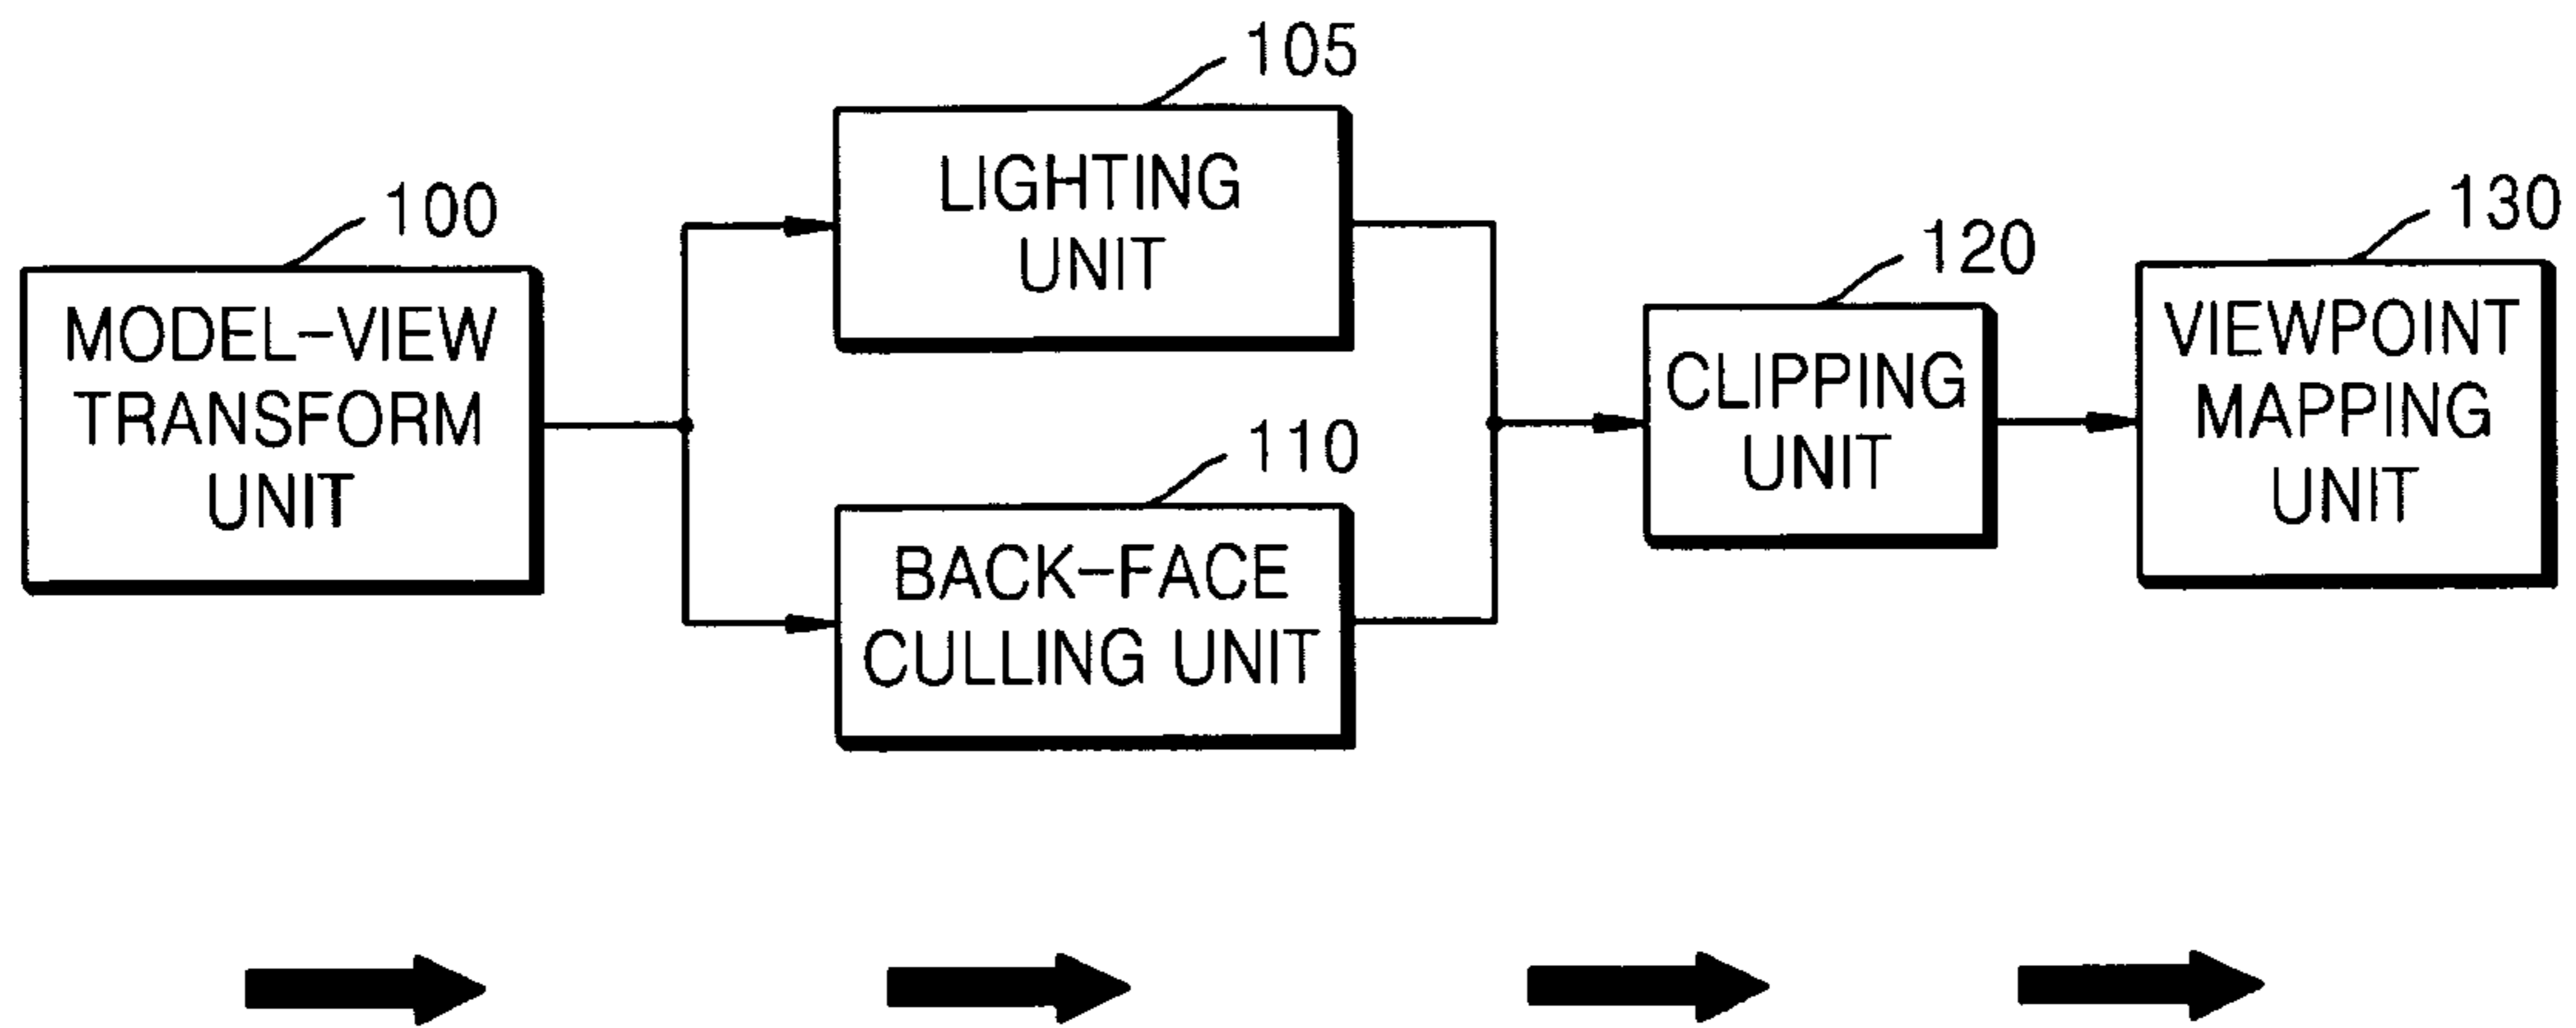 100
MODEL-VIEW
TRANSFORM
UNIT
105
LIGHTING
UNIT
110
BACK-FACE
CULLING UNIT
120
CLIPPING
UNIT
130
VIEWPOINT
MAPPING
UNIT